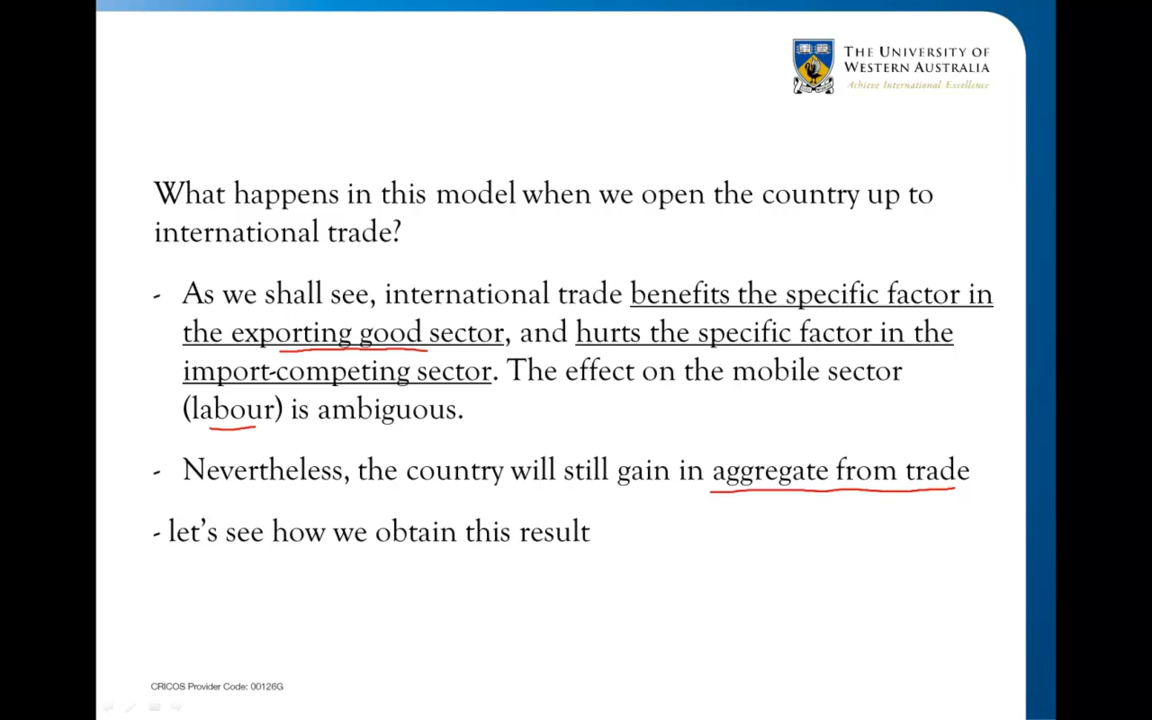 THE UNIVERSITY OF
WESTERN AUSTRALIA
Achieve International Excellence
What happens in this model when we open the country up to
international trade?
- As we shall see, international trade benefits the specific factor in
the exporting good sector, and hurts the specific factor in the
import-competing sector. The effect on the mobile sector
(labour) is ambiguous.
- Nevertheless, the country will still gain in aggregate from trade
- let's see how we obtain this result
CRICOS Provider Code: 00126G